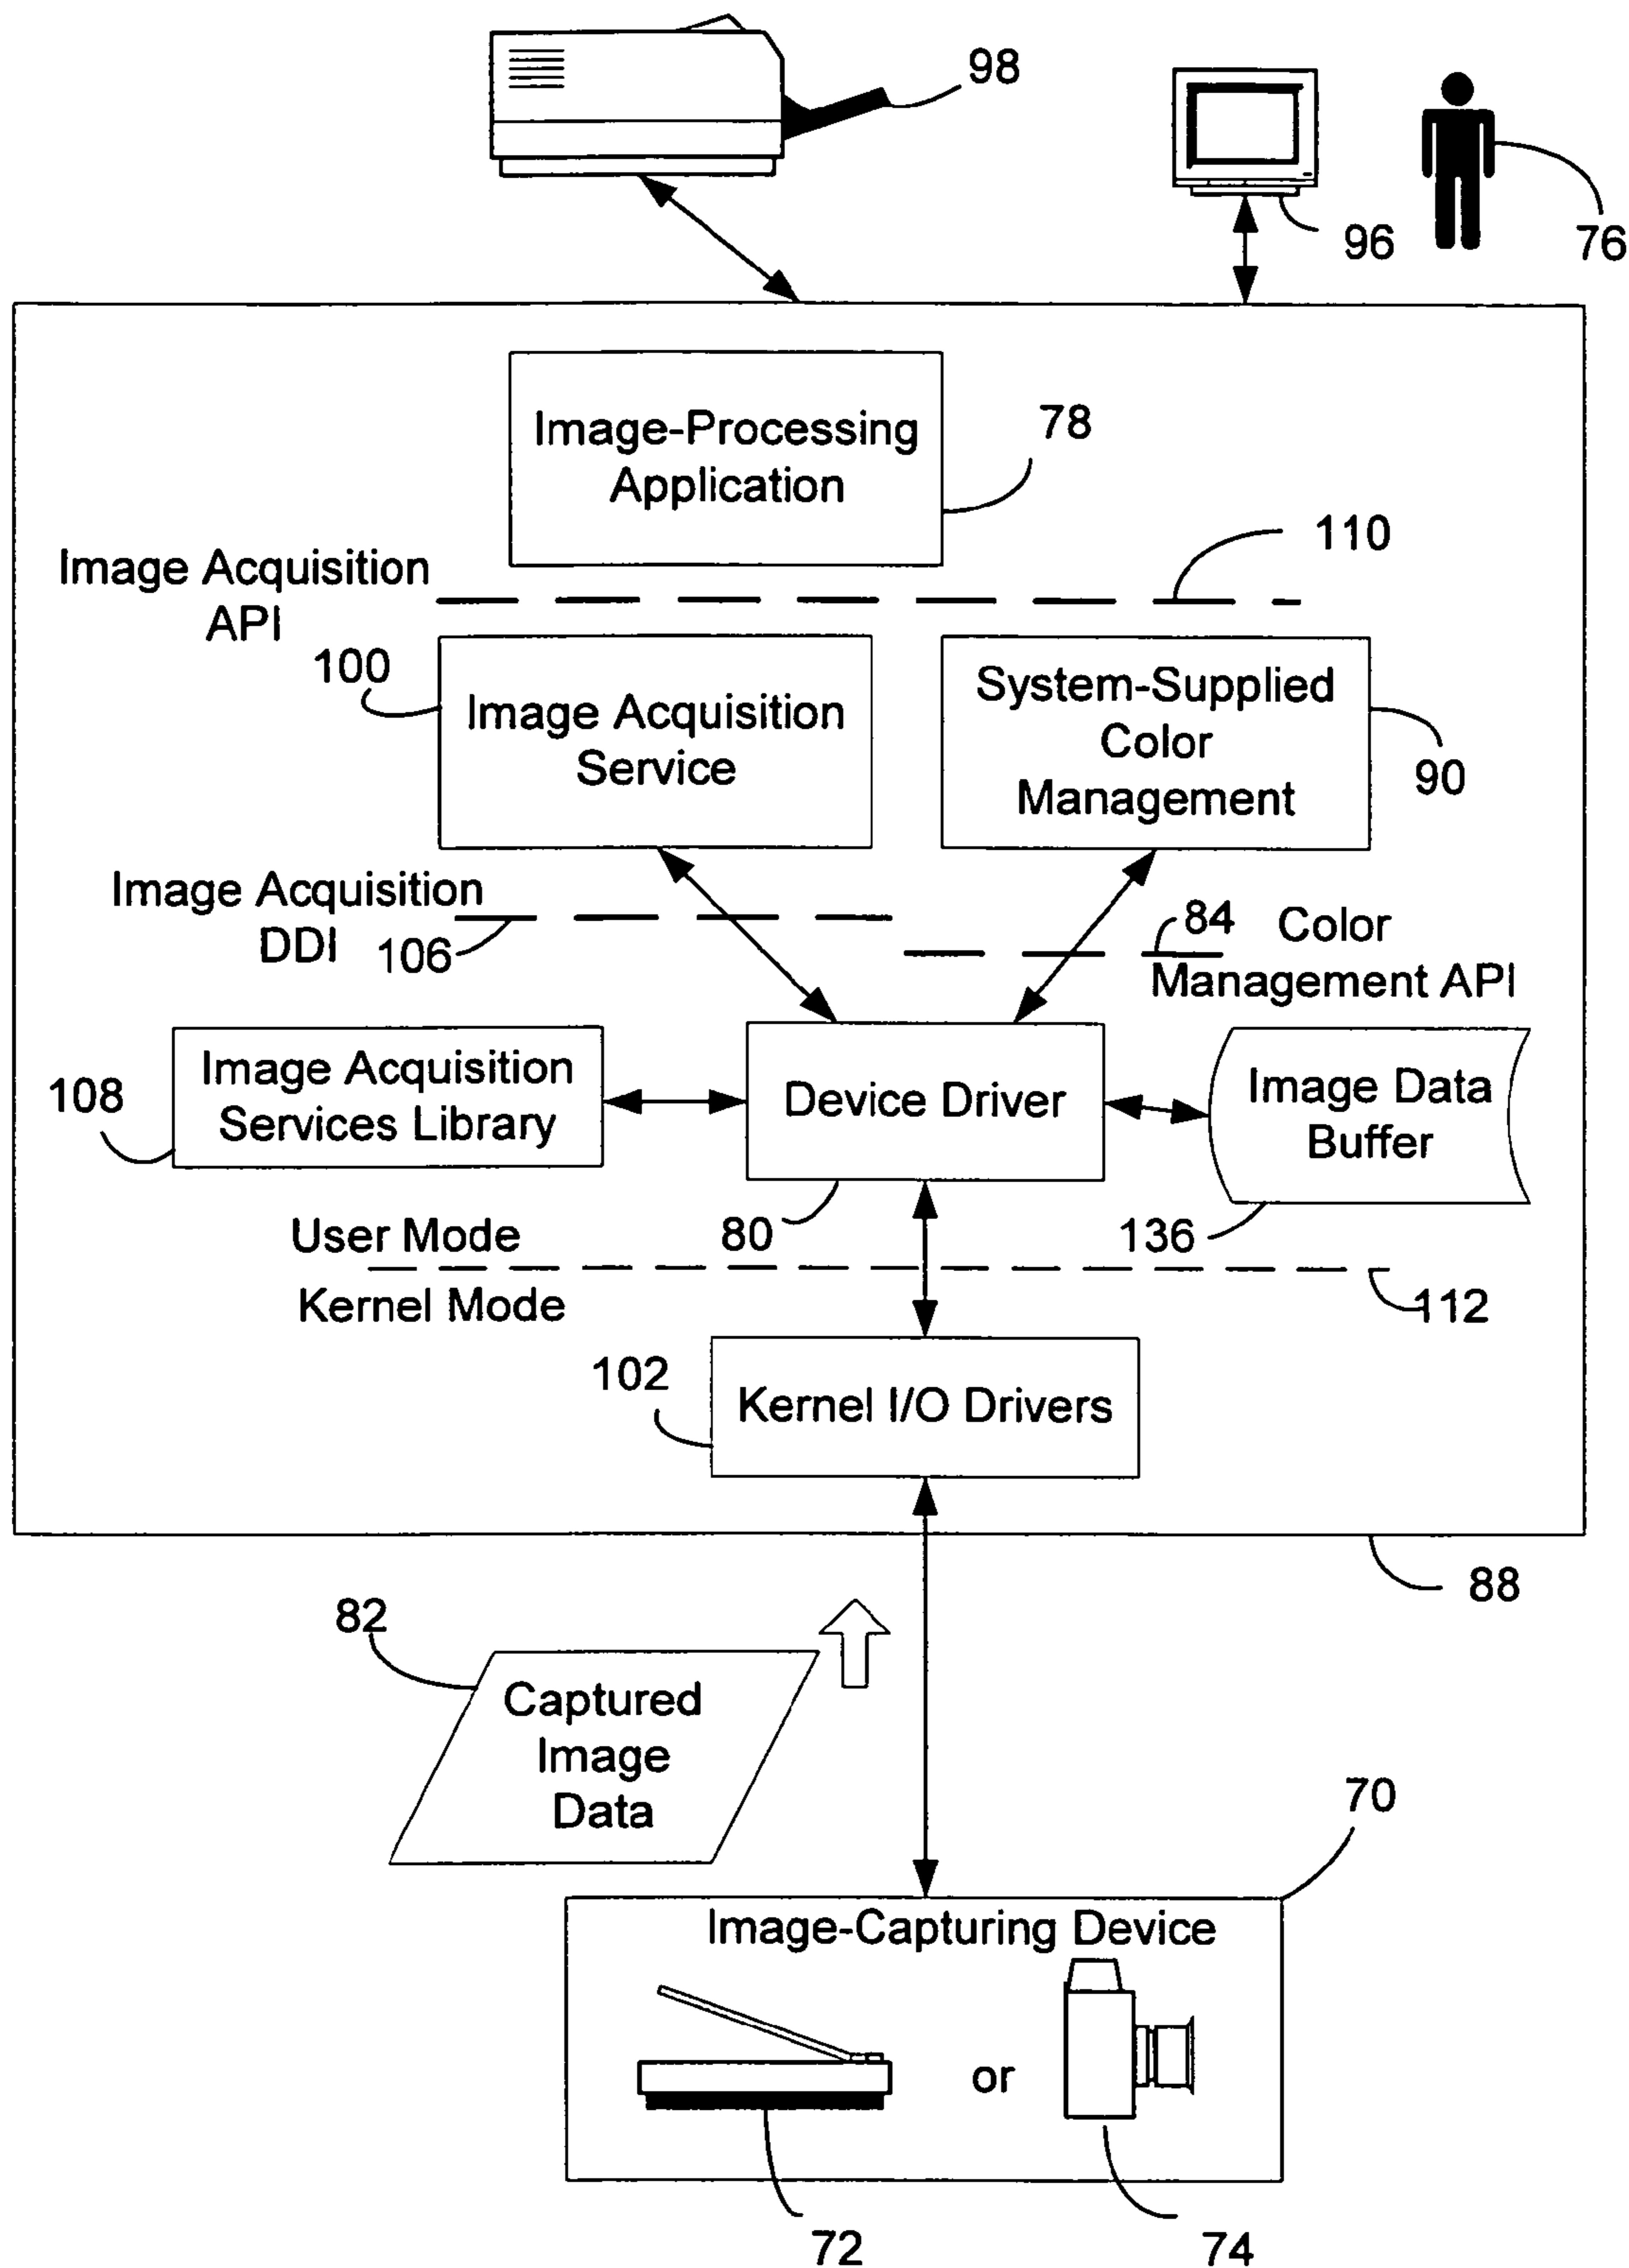 98
96
76
Image-Processing
Application
78
110
Image Acquisition
API
100
Image Acquisition
Service
System-Supplied
Color
Management
90
Image Acquisition
DDI
106
84
Color
Management API
108
Image Acquisition
Services Library
Device Driver
Image Data
Buffer
80
136
User Mode
Kernel Mode
112
102
Kernel I/O Drivers
88
82
Captured
Image
Data
70
Image-Capturing Device
or
72
74